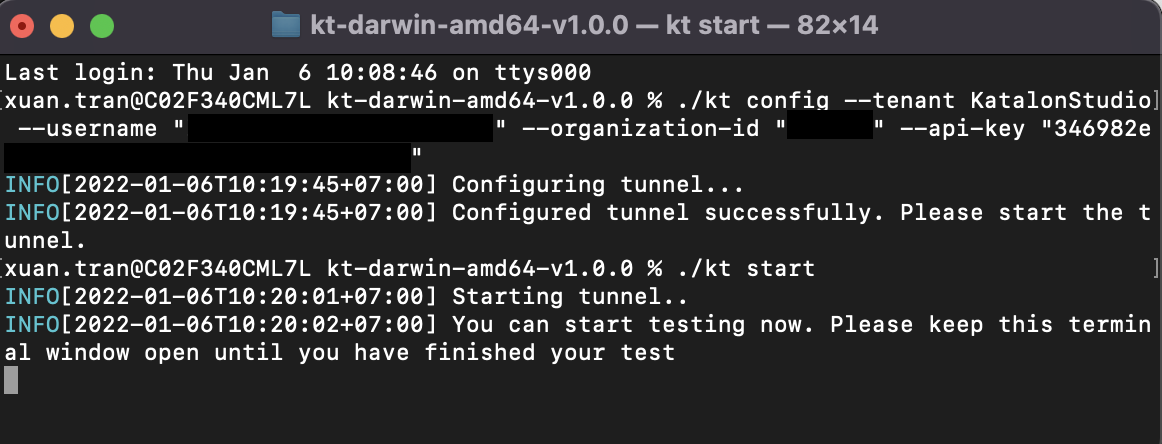 kt-darwin-amd64-v1.0.0 — kt start — 82×14
Last login: Thu Jan  6 10:08:46 on ttys000
[xuan.tran@C02F340CML7L kt-darwin-amd64-v1.0.0 % ./kt config --tenant KatalonStudio]
 --username "" --organization-id "" --api-key "346982e
"
INFO[2022-01-06T10:19:45+07:00] Configuring tunnel...
INFO[2022-01-06T10:19:45+07:00] Configured tunnel successfully. Please start the t
unnel.
[xuan.tran@C02F340CML7L kt-darwin-amd64-v1.0.0 % ./kt start ]
INFO[2022-01-06T10:20:01+07:00] Starting tunnel..
INFO[2022-01-06T10:20:02+07:00] You can start testing now. Please keep this termin
al window open until you have finished your test